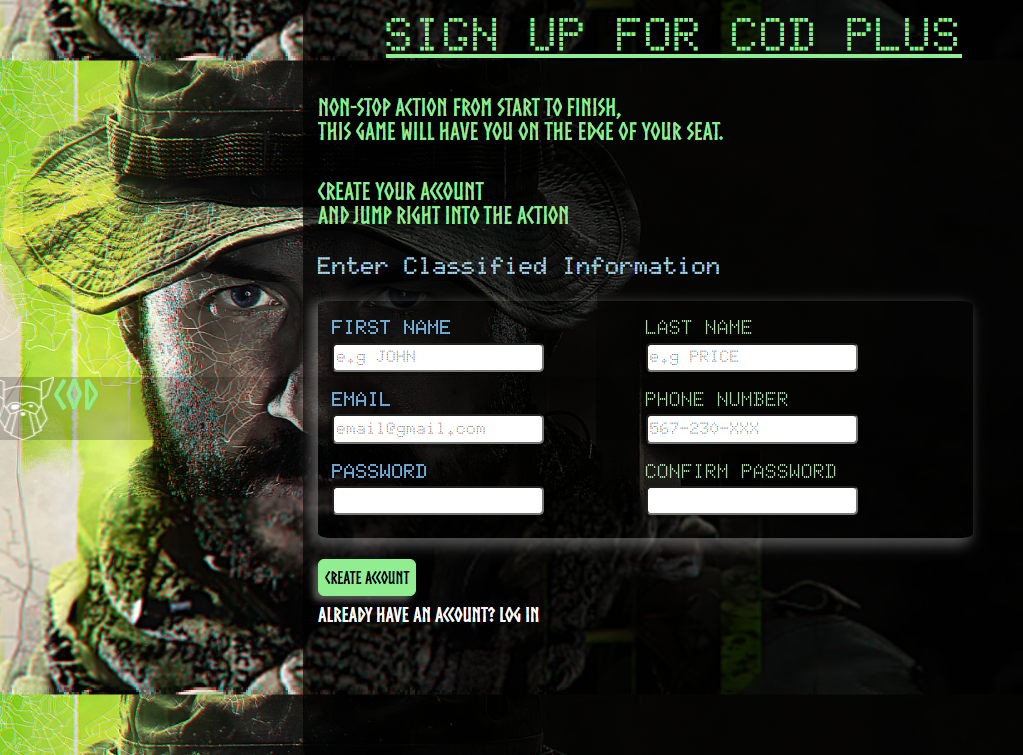 SIGN UP FOR COD PLUS
NON-STOP ACTION FROM START TO FINISH,
THIS GAME WILL HAVE YOU ON THE EDGE OF YOUR SEAT.
CREATE YOUR ACCOUNT
AND JUMP RIGHT INTO THE ACTION
Enter Classified Information
FIRST NAME
LAST NAME
e.g JOHN
e.g PRICE
COD
EMAIL
PHONE NUMBER
email@gmail.com
567-230-XXX
PASSWORD
CONFIRM PASSWORD
CREATE ACCOUNT
ALREADY HAVE AN ACCOUNT? LOG IN